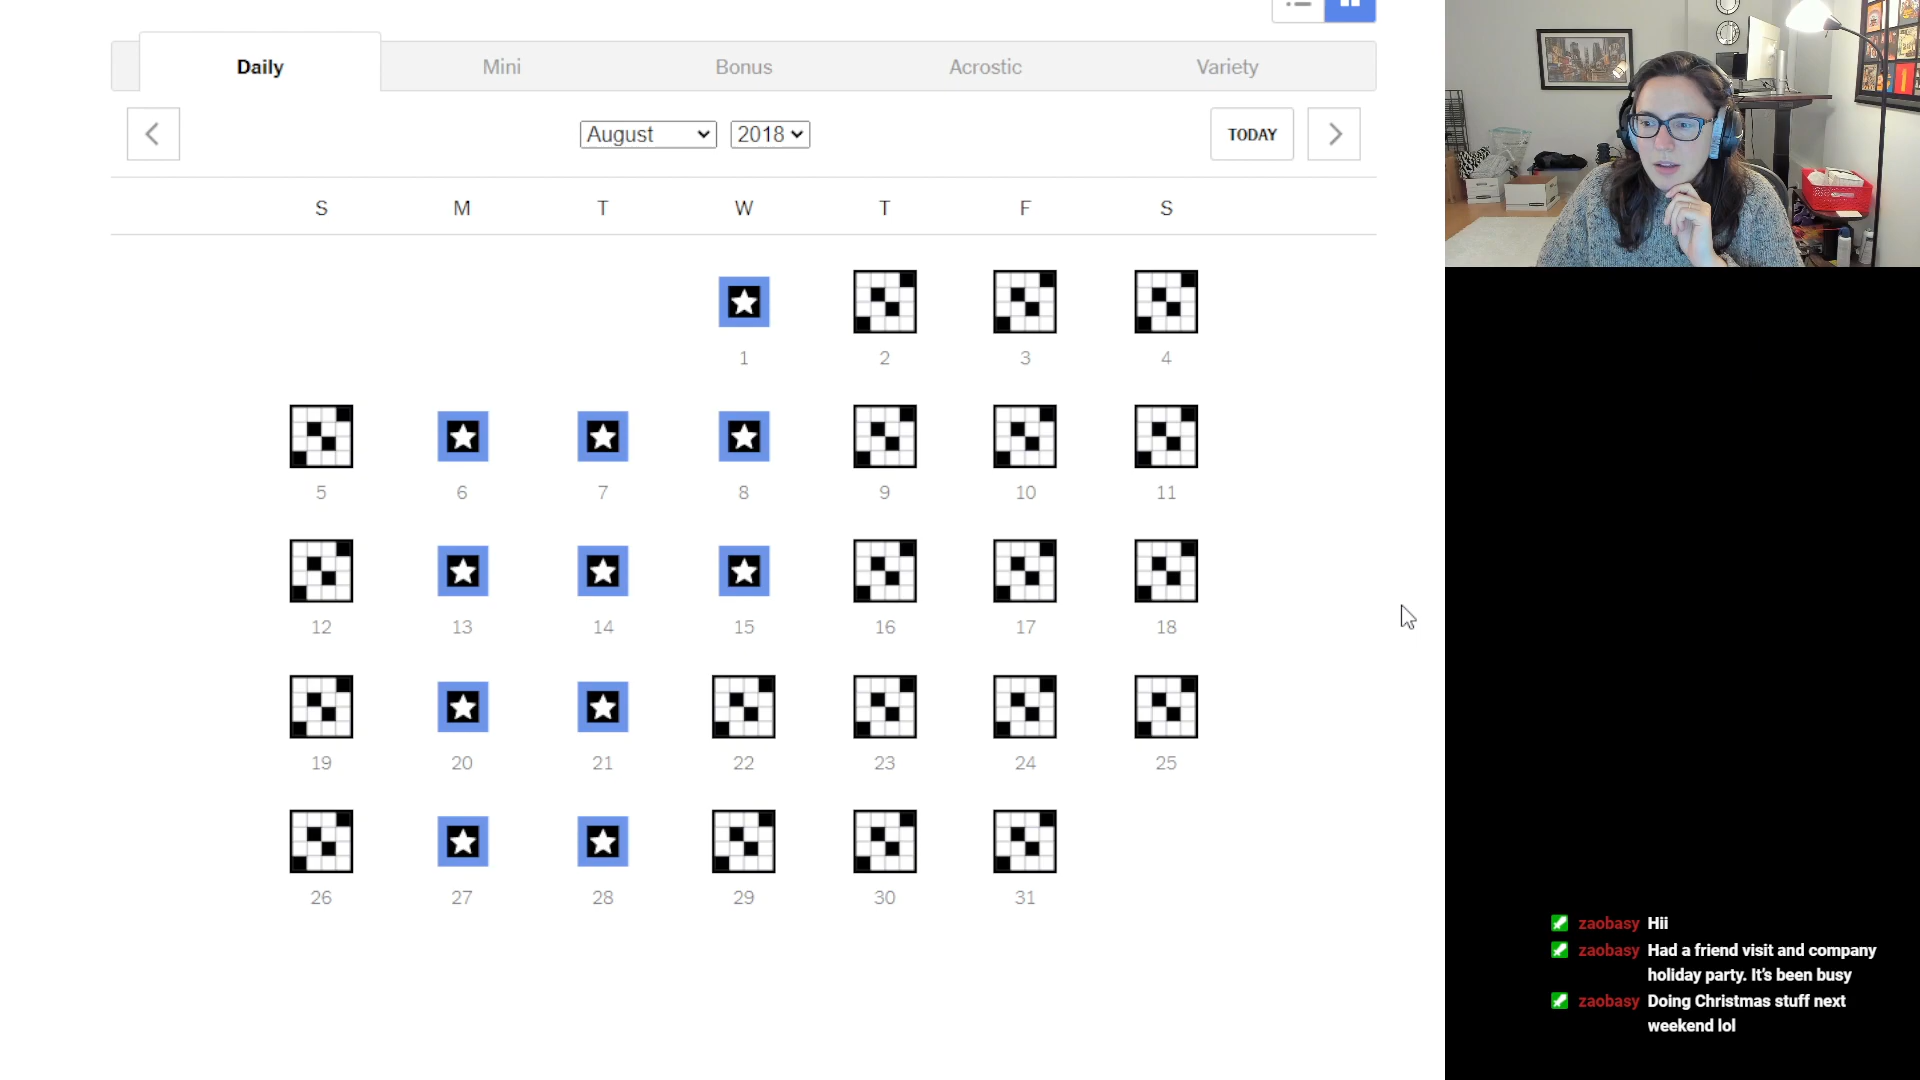 Daily Mini Bonus Acrostic Variety
August 2018 TODAY
S M T W T F S
1 2 3 4
5 6 7 8 9 10 11
12 13 14 15 16 17 18
19 20 21 22 23 24 25
26 27 28 29 30 31
zaobasy Hii
zaobasy Had a friend visit and company
holiday party. It's been busy
zaobasy Doing Christmas stuff next
weekend lol